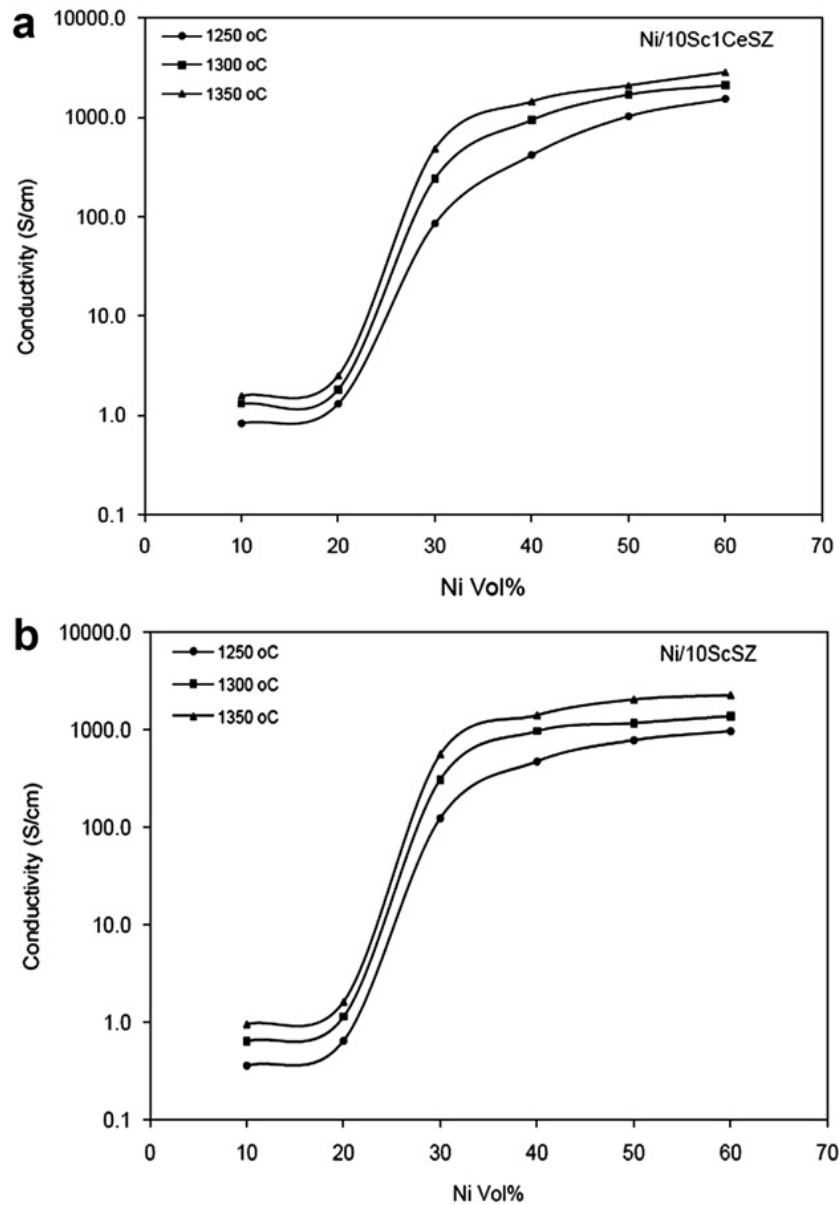 a
10000.0
1000.0
100.0
10.0
1.0
0.1
Conductivity (S/cm)
1250 oC
1300 oC
1350 oC
Ni/10Sc1CeSZ
0 10 20 30 40 50 60 70
Ni Vol%
b
10000.0
1000.0
100.0
10.0
1.0
0.1
Conductivity (S/cm)
1250 oC
1300 oC
1350 oC
Ni/10ScSZ
0 10 20 30 40 50 60 70
Ni Vol%